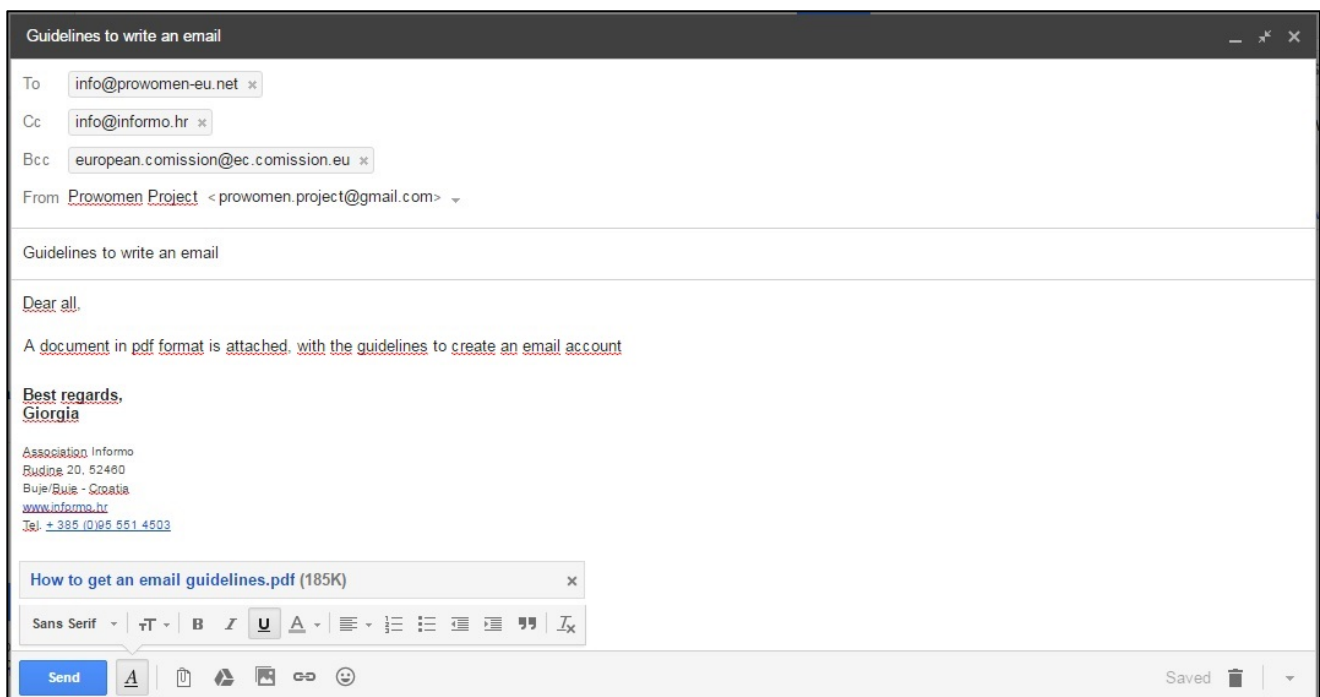 Guidelines to write an email
To info@prowomen-eu.net
Cc info@informo.hr
Bcc european.comission@ec.comission.eu
From Prowomen Project <prowomen.project@gmail.com>
Guidelines to write an email
Dear all,
A document in pdf format is attached, with the guidelines to create an email account
Best regards,
Giorgia
Association Informo
Rudine 20, 52460
Buje/Buie - Croatia
www.informo.hr
Tel. + 385 (0)95 551 4503
How to get an email guidelines.pdf (185K)
Sans Serif
Send Saved